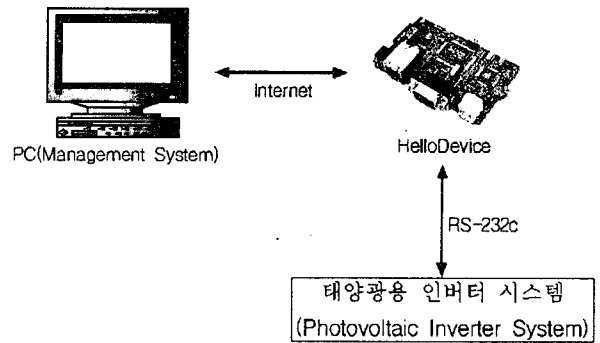 internet
PC(Management System)
HelloDevice
RS-232c
태양광용 인버터 시스템
(Photovoltaic Inverter System)